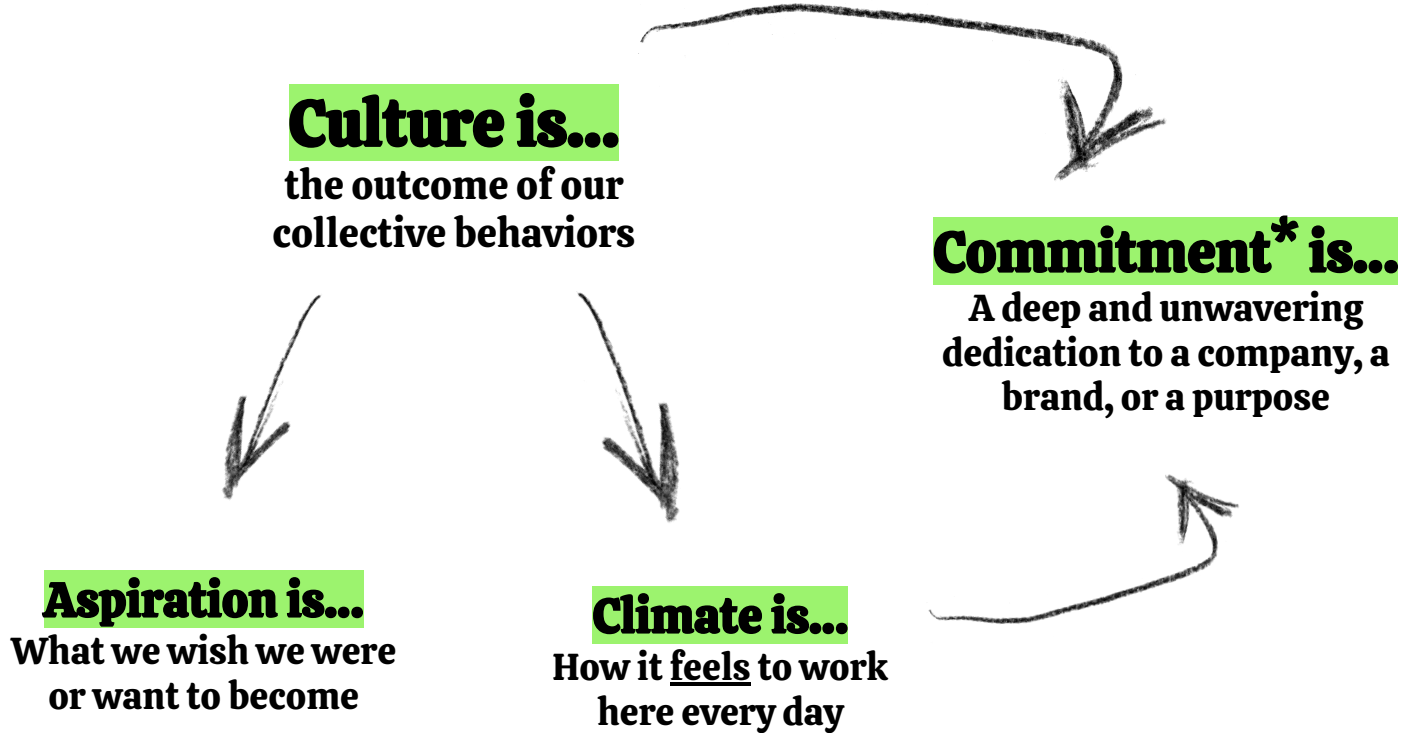 Culture is...
the outcome of our
collective behaviors
Commitment* is...
A deep and unwavering
dedication to a company, a
brand, or a purpose
Aspiration is...
What we wish we were
or want to become
Climate is...
How it feels to work
here every day